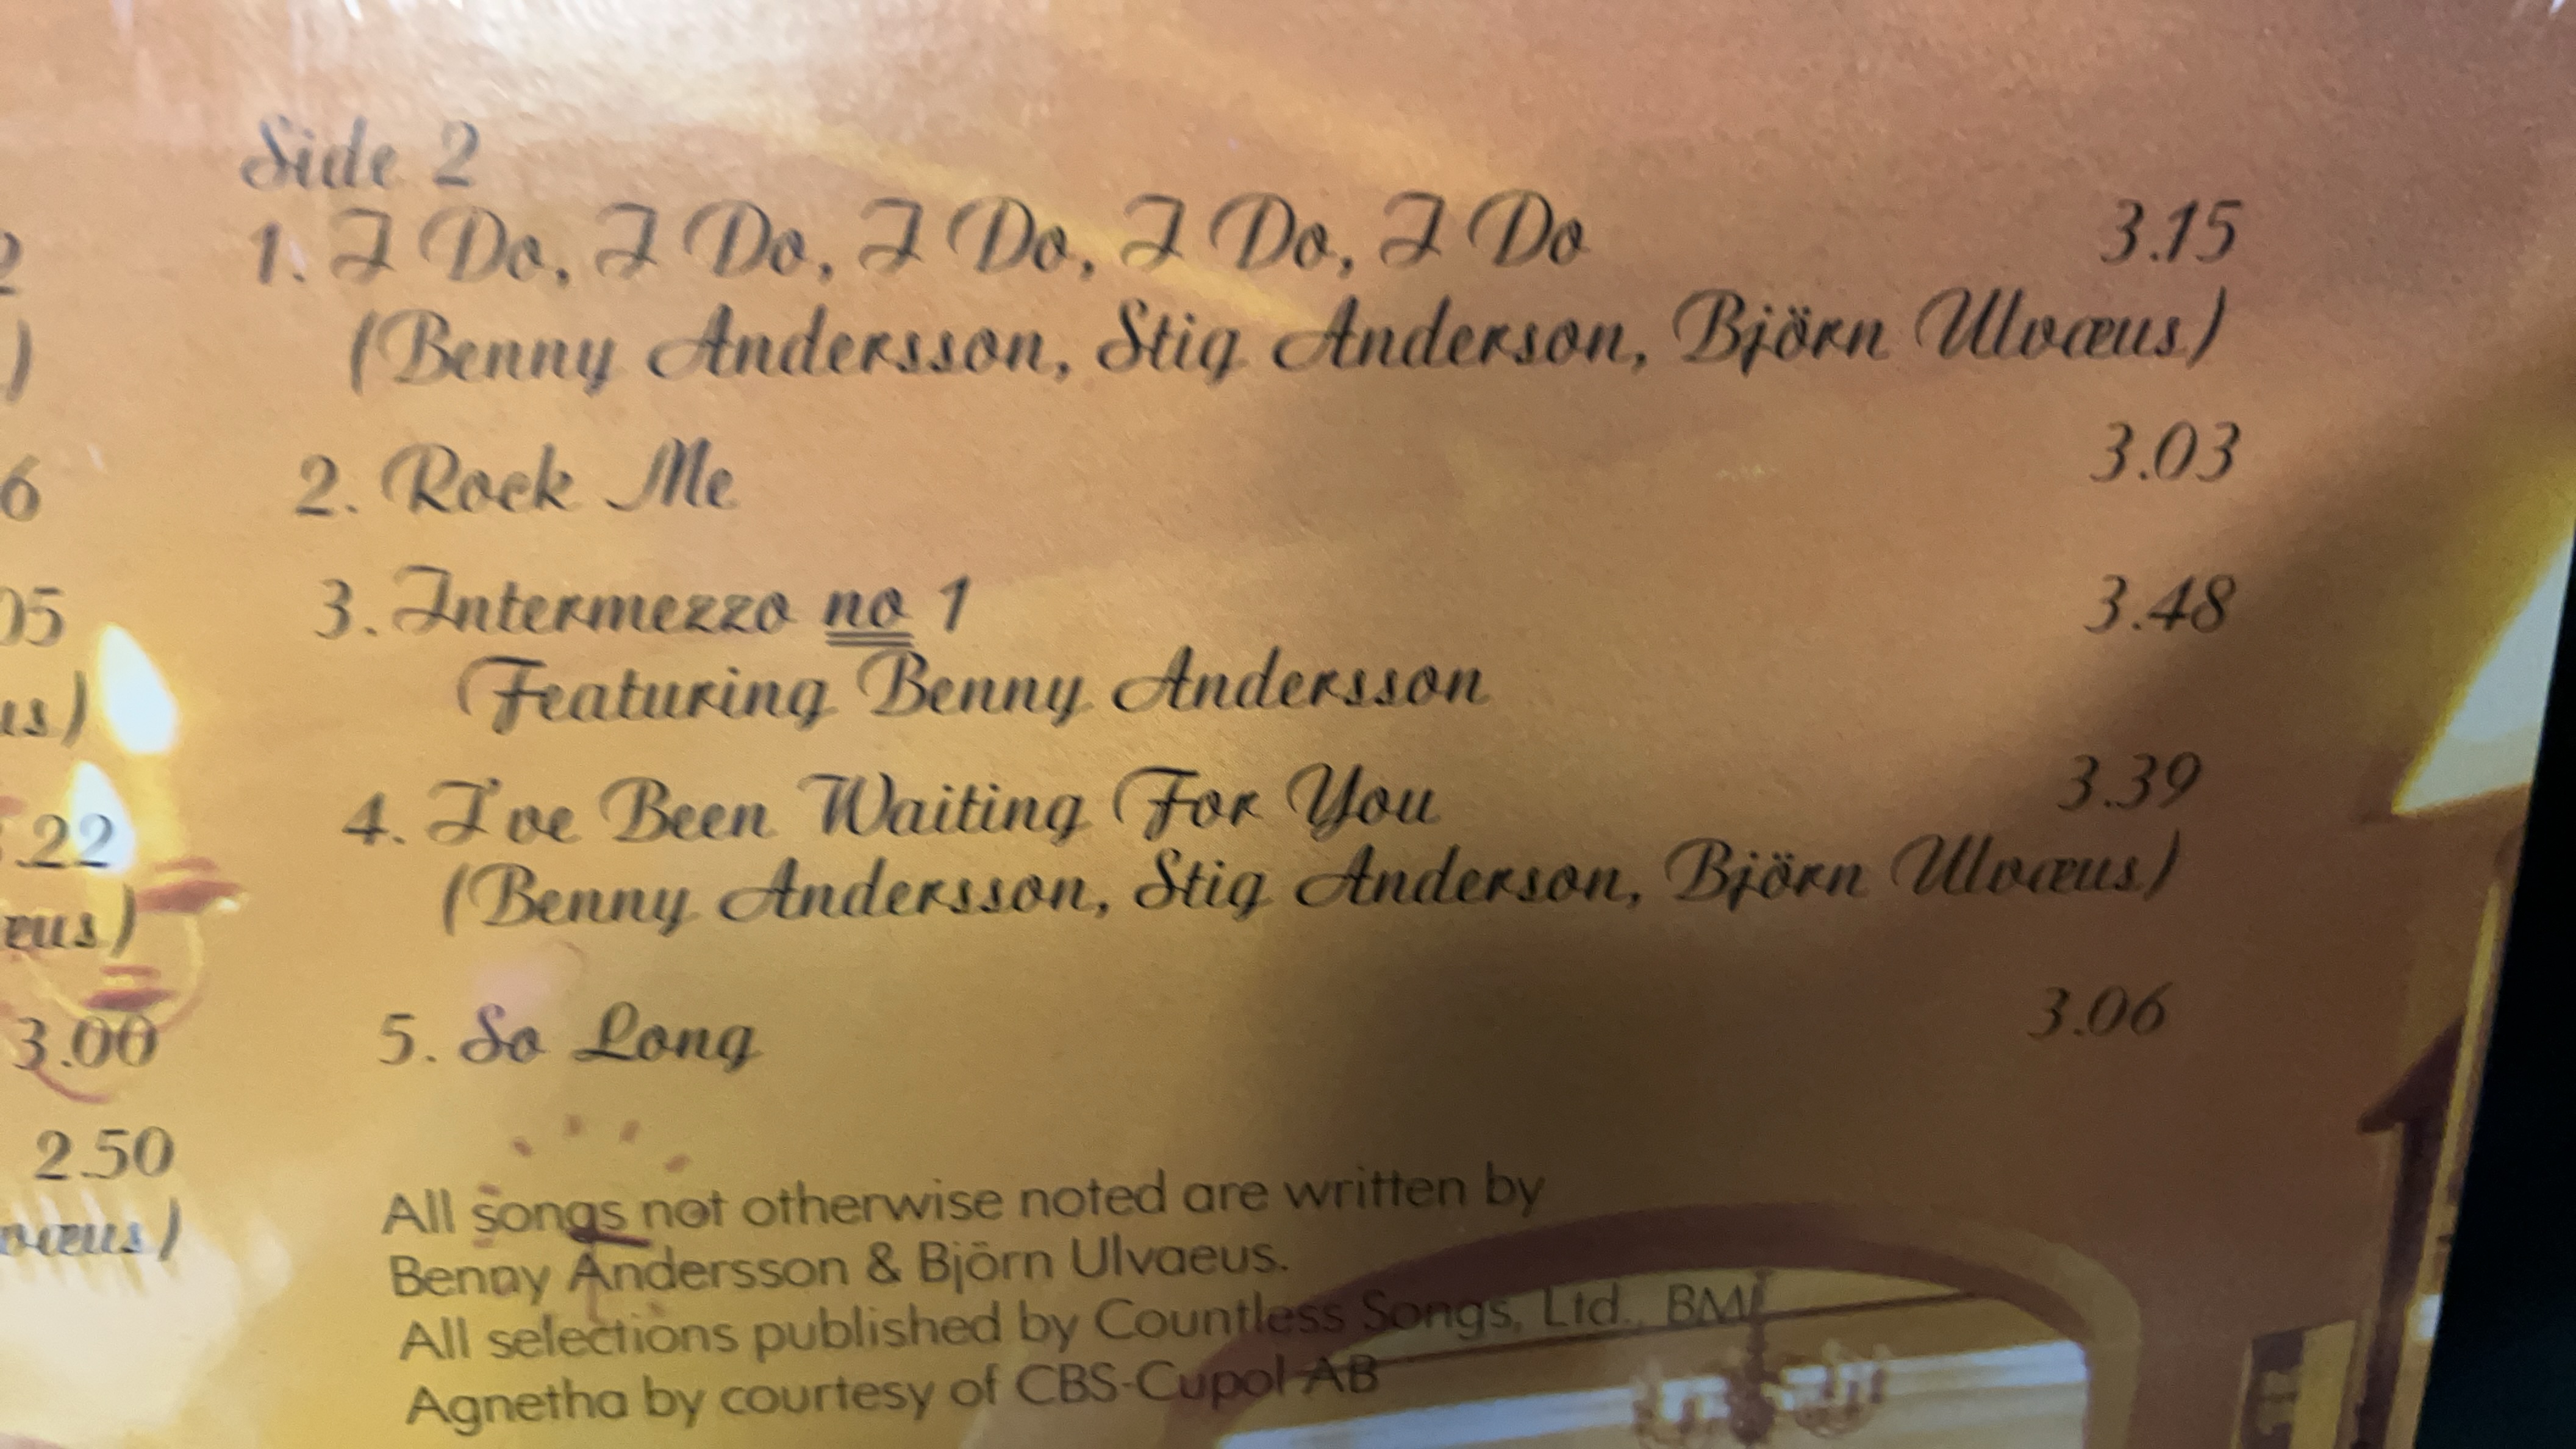 Side 2
1. I Do, I Do, I Do, I Do, I Do 3.15
(Benny Andersson, Stig Anderson, Björn Ulvæus)
2. Rock Me 3.03
3. Intermezzo no 1 3.48
Featuring Benny Andersson
4. I've Been Waiting For You 3.39
(Benny Andersson, Stig Anderson, Björn Ulvæus)
5. So Long 3.06
All songs not otherwise noted are written by
Benny Andersson & Björn Ulvaeus.
All selections published by Countless Songs, Ltd., BMI
Agnetha by courtesy of CBS-Cupol AB
3.00
2.50